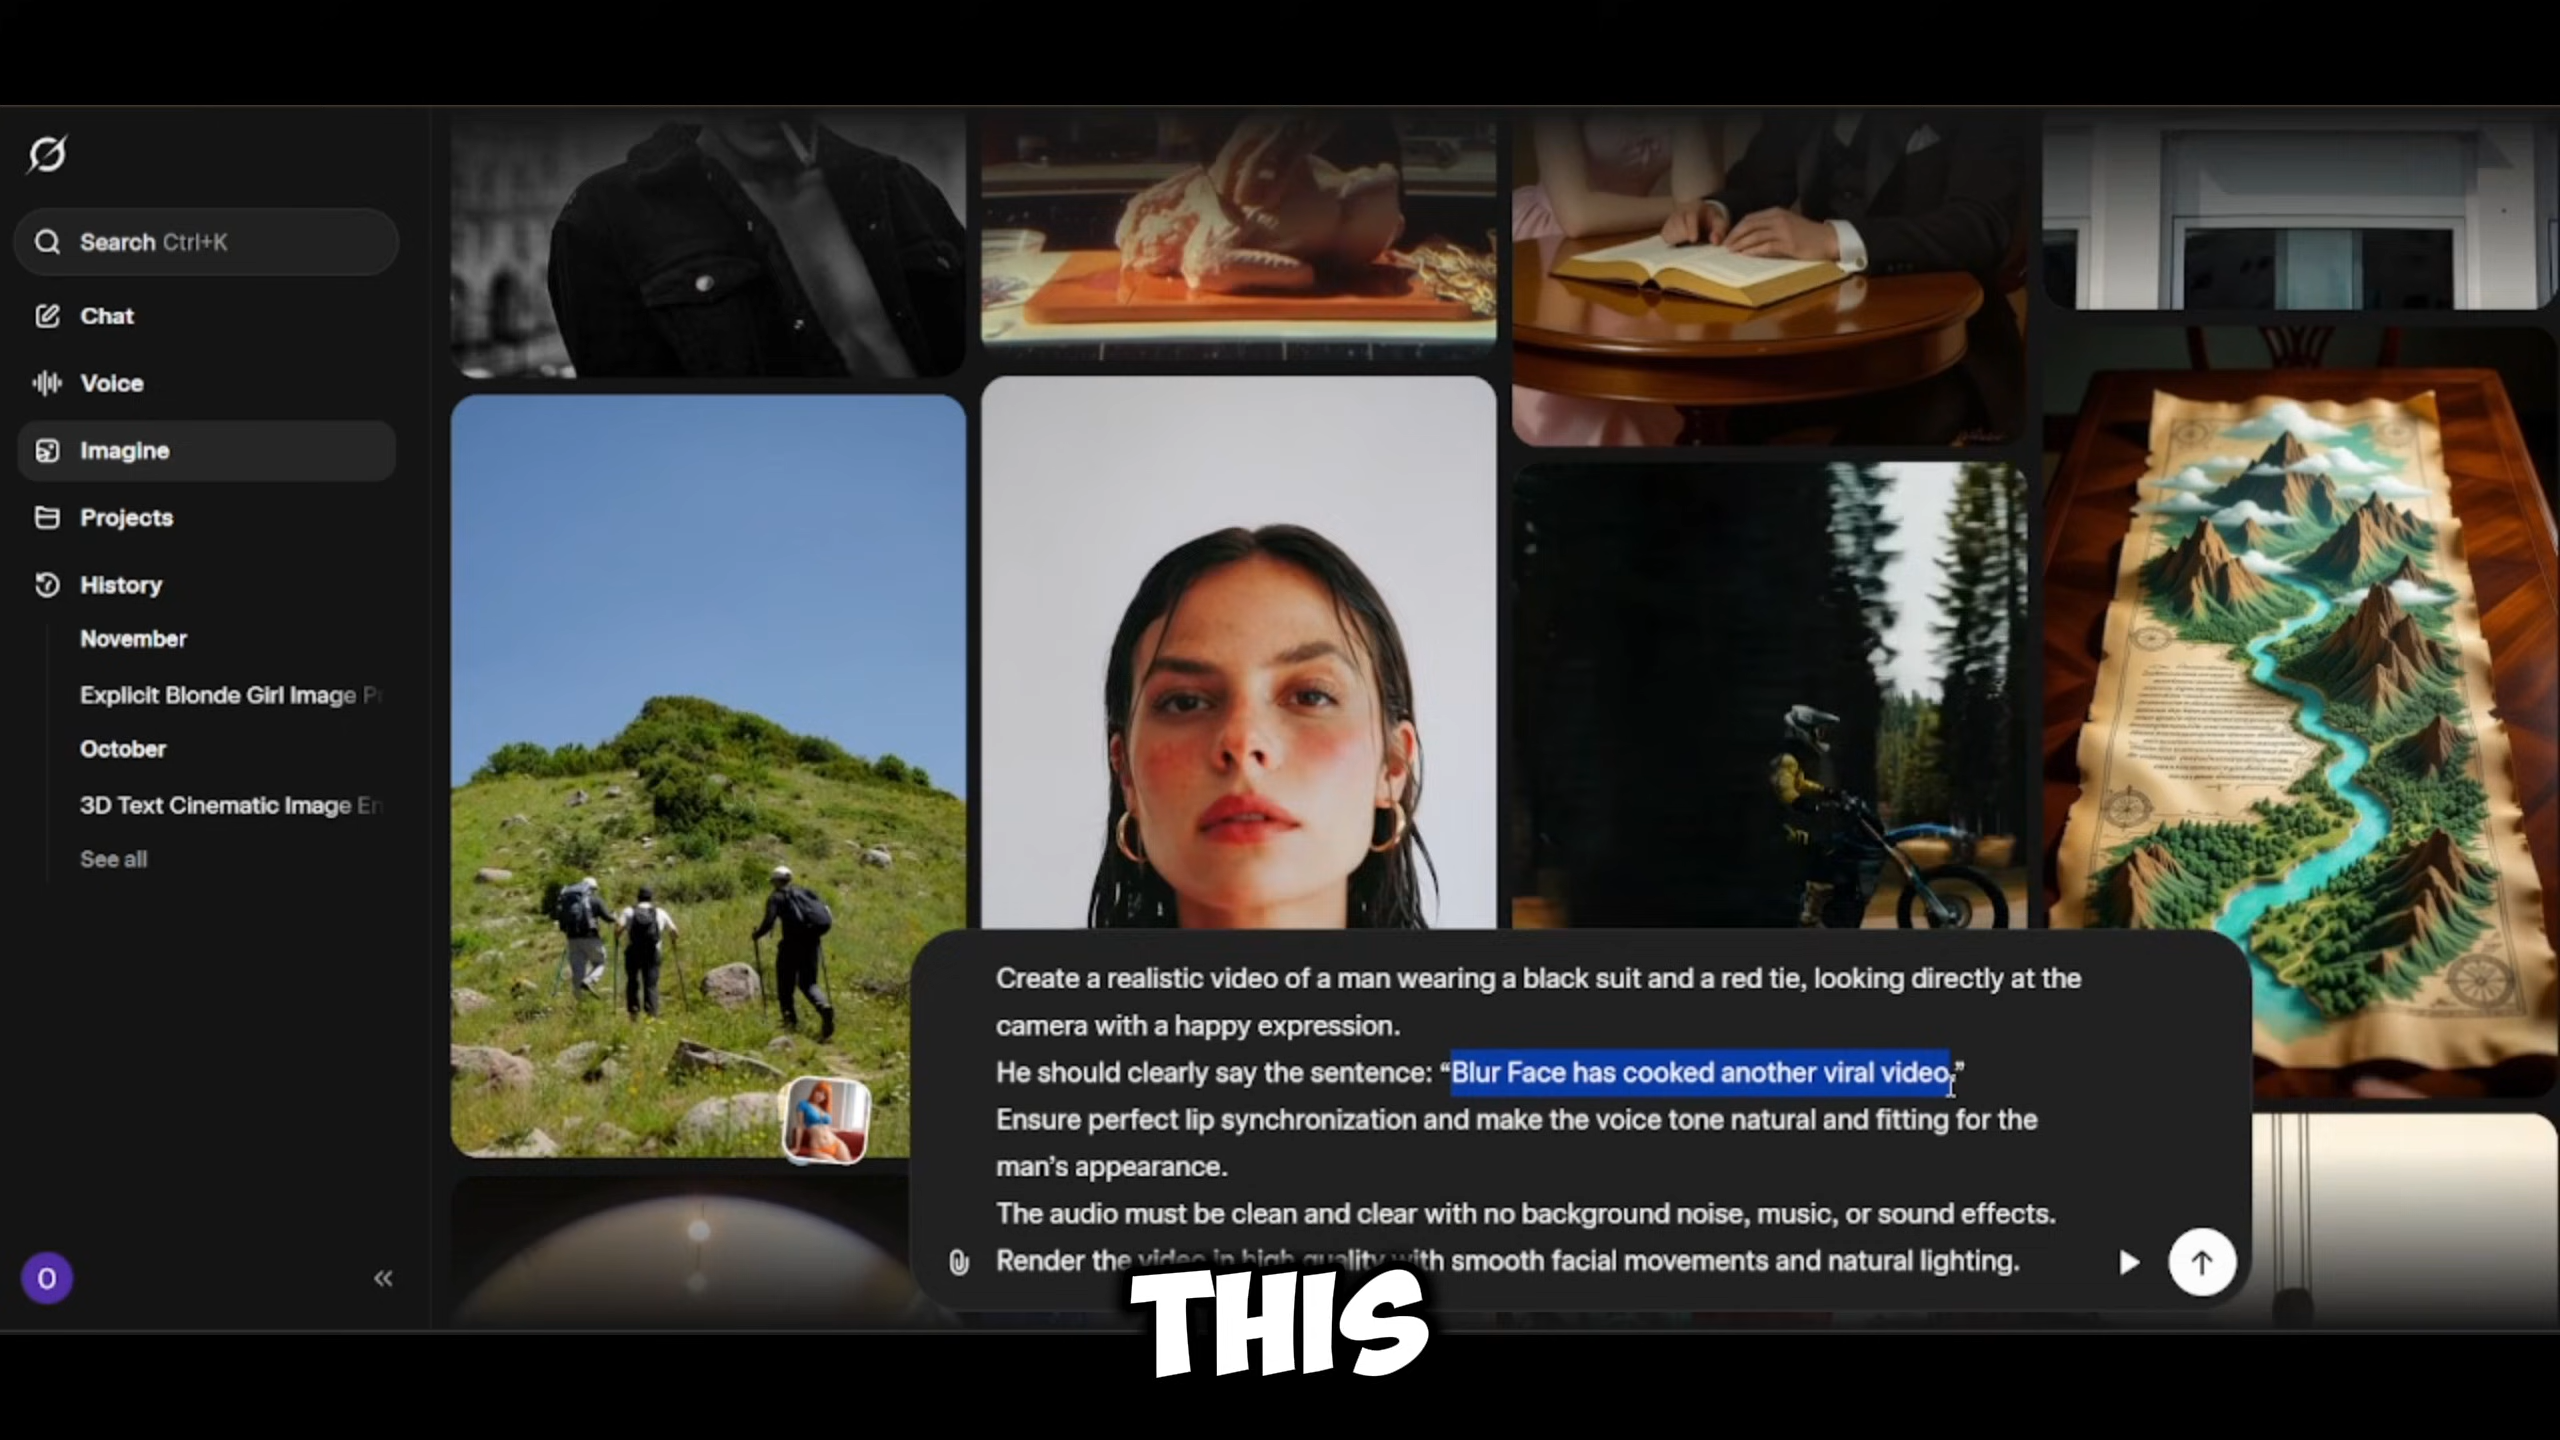 Search Ctrl+K
Chat
Voice
Imagine
Projects
History
November
Explicit Blonde Girl Image
October
3D Text Cinematic Image
See all
O
Create a realistic video of a man wearing a black suit and a red tie, looking directly at the
camera with a happy expression.
He should clearly say the sentence: “Blur Face has cooked another viral video.”
Ensure perfect lip synchronization and make the voice tone natural and fitting for the
man’s appearance.
The audio must be clean and clear with no background noise, music, or sound effects.
Render the video in high quality with smooth facial movements and natural lighting.
THIS